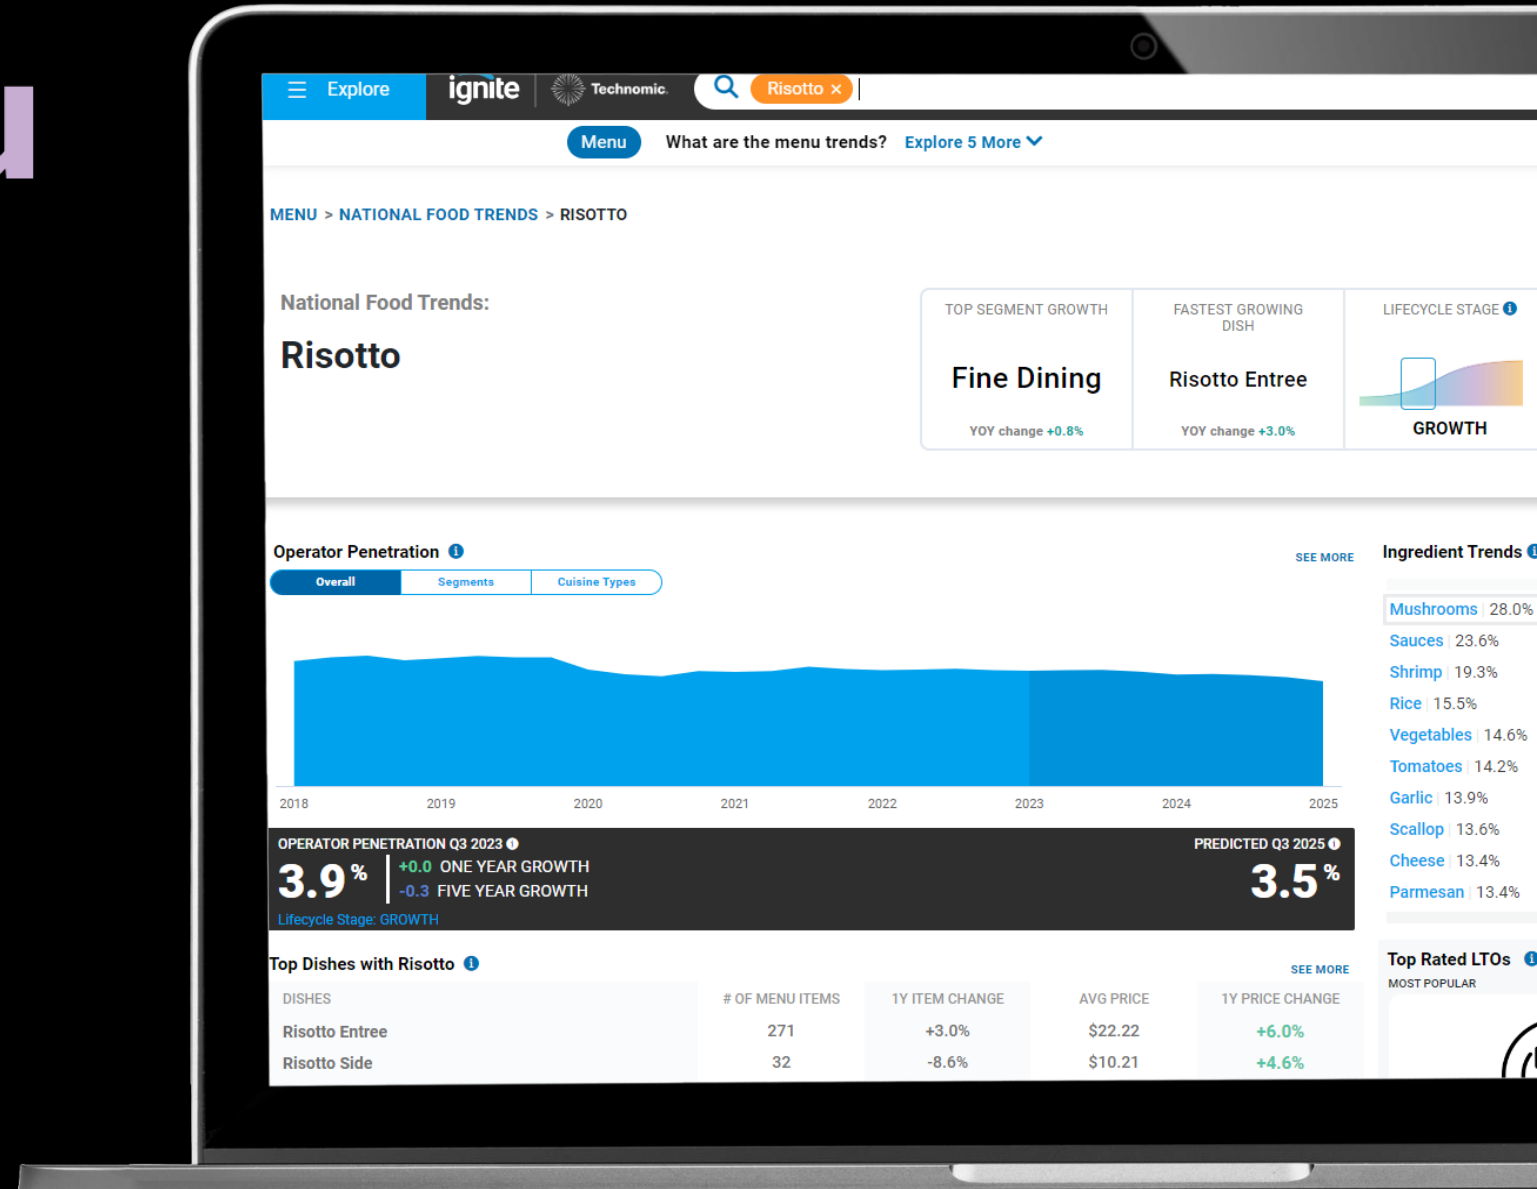 u
Explore
ignite
Technomic.
Risotto ×
Menu
What are the menu trends? Explore 5 More
MENU > NATIONAL FOOD TRENDS > RISOTTO
National Food Trends:
Risotto
TOP SEGMENT GROWTH
Fine Dining
YOY change +0.8%
FASTEST GROWING
DISH
Risotto Entree
YOY change +3.0%
LIFECYCLE STAGE
GROWTH
Operator Penetration
SEE MORE
Overall
Segments
Cuisine Types
2018 2019 2020 2021 2022 2023 2024 2025
OPERATOR PENETRATION Q3 2023
3.9%
+0.0 ONE YEAR GROWTH
-0.3 FIVE YEAR GROWTH
Lifecycle Stage: GROWTH
PREDICTED Q3 2025
3.5%
Top Dishes with Risotto
SEE MORE
DISHES # OF MENU ITEMS 1Y ITEM CHANGE AVG PRICE 1Y PRICE CHANGE
Risotto Entree 271 +3.0% $22.22 +6.0%
Risotto Side 32 -8.6% $10.21 +4.6%
Ingredient Trends
Mushrooms | 28.0%
Sauces | 23.6%
Shrimp | 19.3%
Rice | 15.5%
Vegetables | 14.6%
Tomatoes | 14.2%
Garlic | 13.9%
Scallop | 13.6%
Cheese | 13.4%
Parmesan | 13.4%
Top Rated LTOs
MOST POPULAR